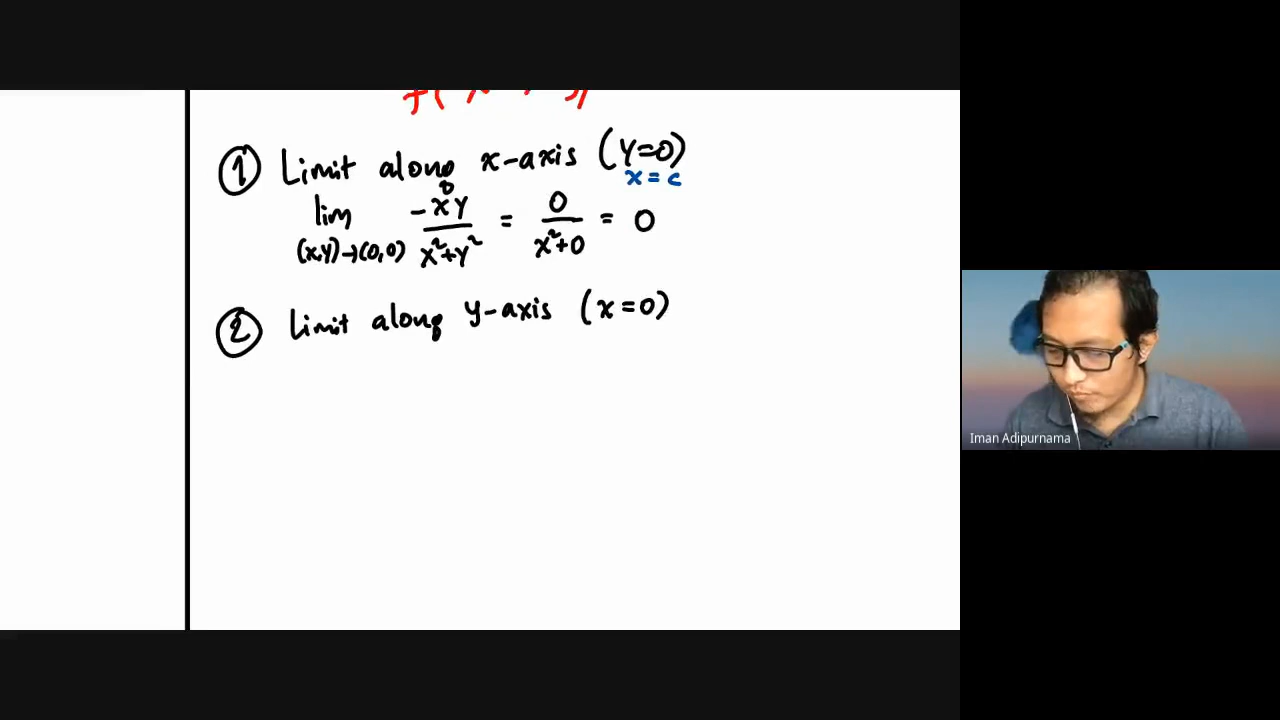 ① Limit along x-axis (y=0)
x = c
lim (x,y)→(0,0) -xy / x²+y² = 0 / x²+0 = 0
② Limit along y-axis (x=0)
Iman Adipurnama